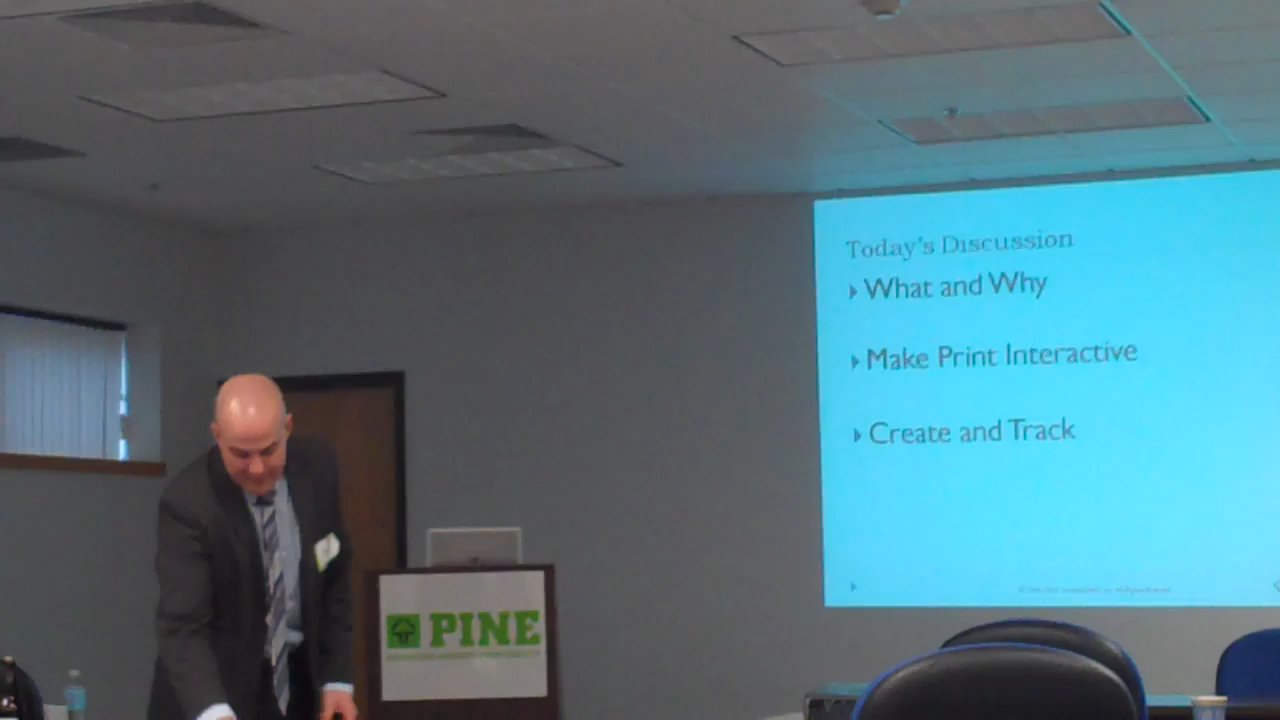 Today's Discussion
What and Why
Make Print Interactive
Create and Track
PINE